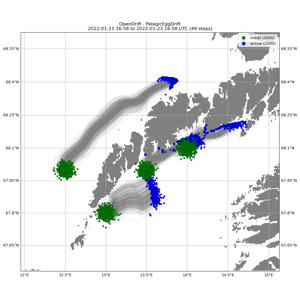 OpenDrift - PelagicEggDrift
2022-01-21 16:58 to 2022-01-23 16:58 UTC (49 steps)
initial (2000)
active (2000)
68.55°N
68.55°N
68.4°N
68.4°N
68.25°N
68.25°N
68.1°N
68.1°N
67.95°N
67.95°N
67.8°N
67.8°N
67.65°N
67.65°N
12°E
12.5°E
13°E
13.5°E
14°E
14.5°E
15°E